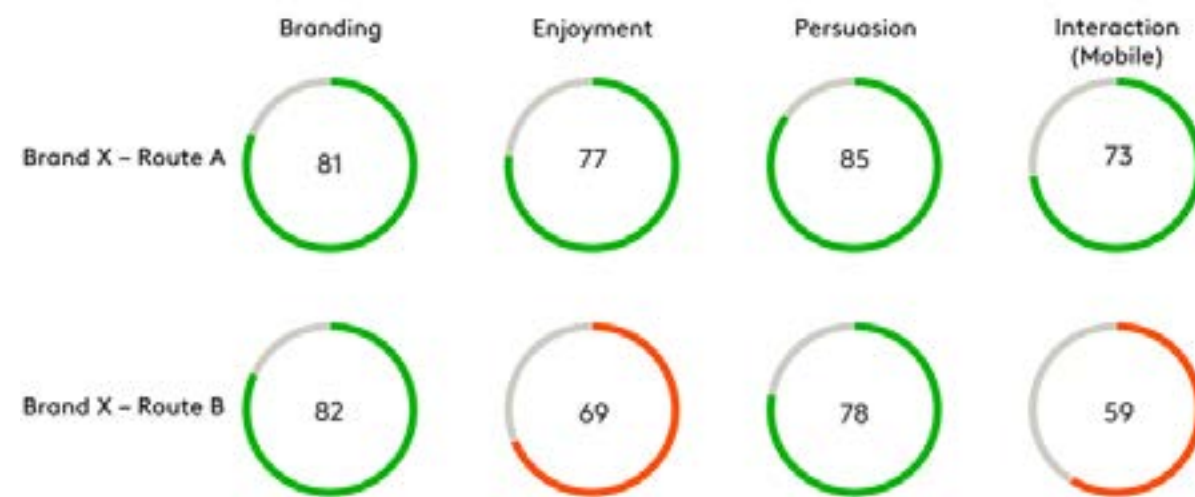 Branding Enjoyment Persuasion Interaction
(Mobile)
Brand X – Route A 81 77 85 73
Brand X – Route B 82 69 78 59